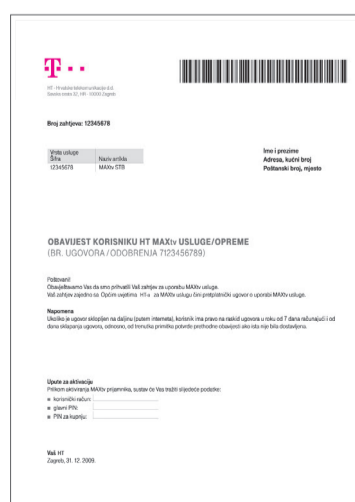 T
HT - Hrvatske telekomunikacije d.d.
Savska cesta 32, HR - 10000 Zagreb
Broj zahtjeva: 12345678
Vrsta usluge
Šifra Naziv artikla
12345678 MAXtv STB
Ime i prezime
Adresa, kućni broj
Poštanski broj, mjesto
OBAVIJEST KORISNIKU HT MAXtv USLUGE/OPREME
(BR. UGOVORA / ODOBRENJA 7123456789)
Poštovani!
Obavještavamo Vas da smo prihvatili Vaš zahtjev za uporabu MAXtv usluge.
Vaš zahtjev zajedno sa Općim uvjetima HT-a za MAXtv uslugu čini pretplatnički ugovor o uporabi MAXtv usluge.
Napomena
Ukoliko je ugovor sklopljen na daljinu (putem interneta), korisnik ima pravo na raskid ugovora u roku od 7 dana računajući i od
dana sklapanja ugovora, odnosno, od trenutka primitka potvrde prethodne obavijesti ako ista nije bila dostavljena.
Upute za aktivaciju
Prilikom aktiviranja MAXtv prijamnika, sustav će Vas tražiti slijedeće podatke:
korisnički račun:
glavni PIN:
PIN za kupnju:
Vaš HT
Zagreb, 31. 12. 2009.